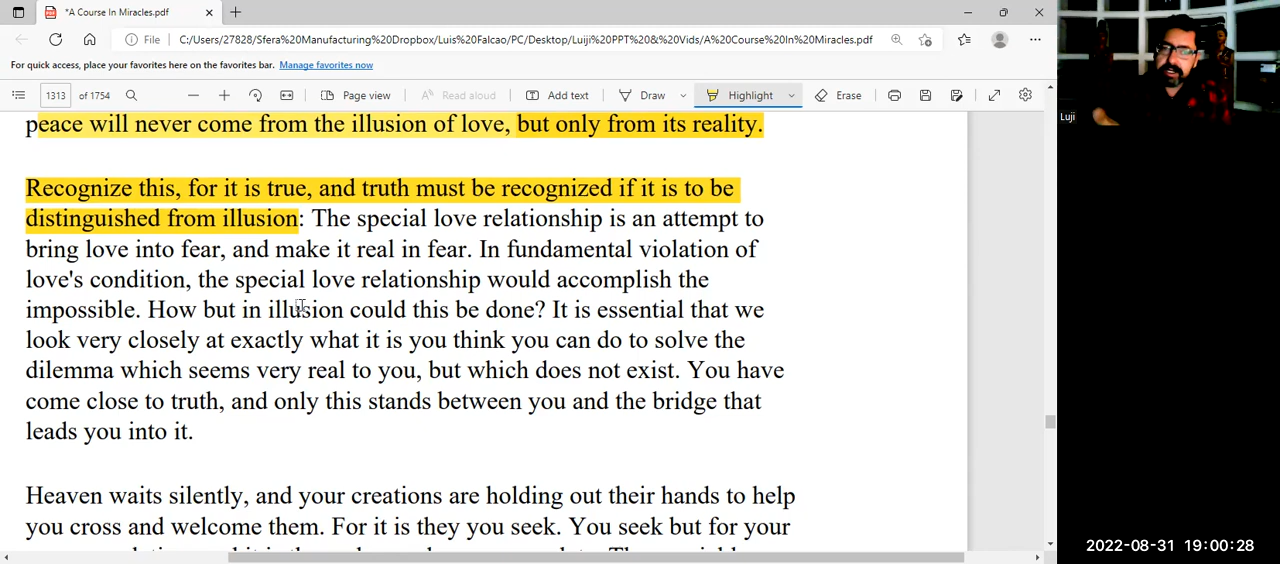 *A Course In Miracles.pdf
File C:/Users/27828/Sfera%20Manufacturing%20Dropbox/Luis%20Falcao/PC/Desktop/Luiji%20PPT%20&%20Vids/A%20Course%20In%20Miracles.pdf
For quick access, place your favorites here on the favorites bar. Manage favorites now
1313 of 1754 Page view Read aloud Add text Draw Highlight Erase
Luji
peace will never come from the illusion of love, but only from its reality.
Recognize this, for it is true, and truth must be recognized if it is to be
distinguished from illusion: The special love relationship is an attempt to
bring love into fear, and make it real in fear. In fundamental violation of
love's condition, the special love relationship would accomplish the
impossible. How but in illusion could this be done? It is essential that we
look very closely at exactly what it is you think you can do to solve the
dilemma which seems very real to you, but which does not exist. You have
come close to truth, and only this stands between you and the bridge that
leads you into it.
Heaven waits silently, and your creations are holding out their hands to help
you cross and welcome them. For it is they you seek. You seek but for your
2022-08-31 19:00:28